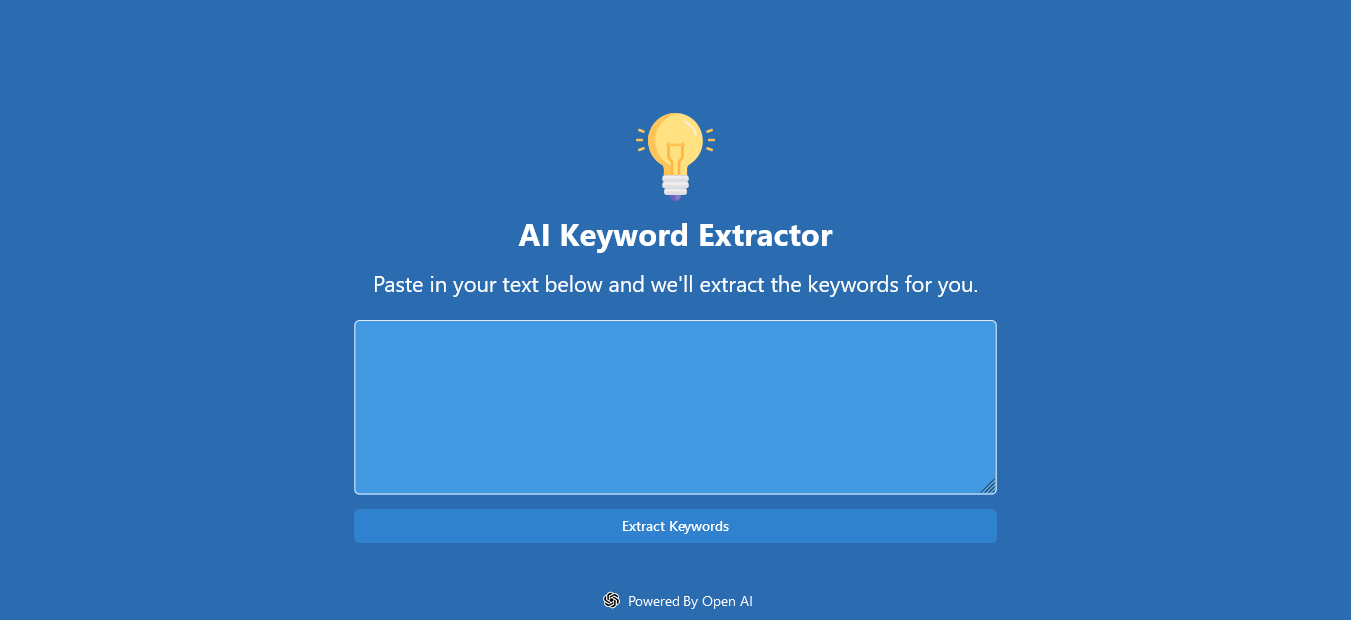 AI Keyword Extractor
Paste in your text below and we'll extract the keywords for you.
Extract Keywords
Powered By Open AI